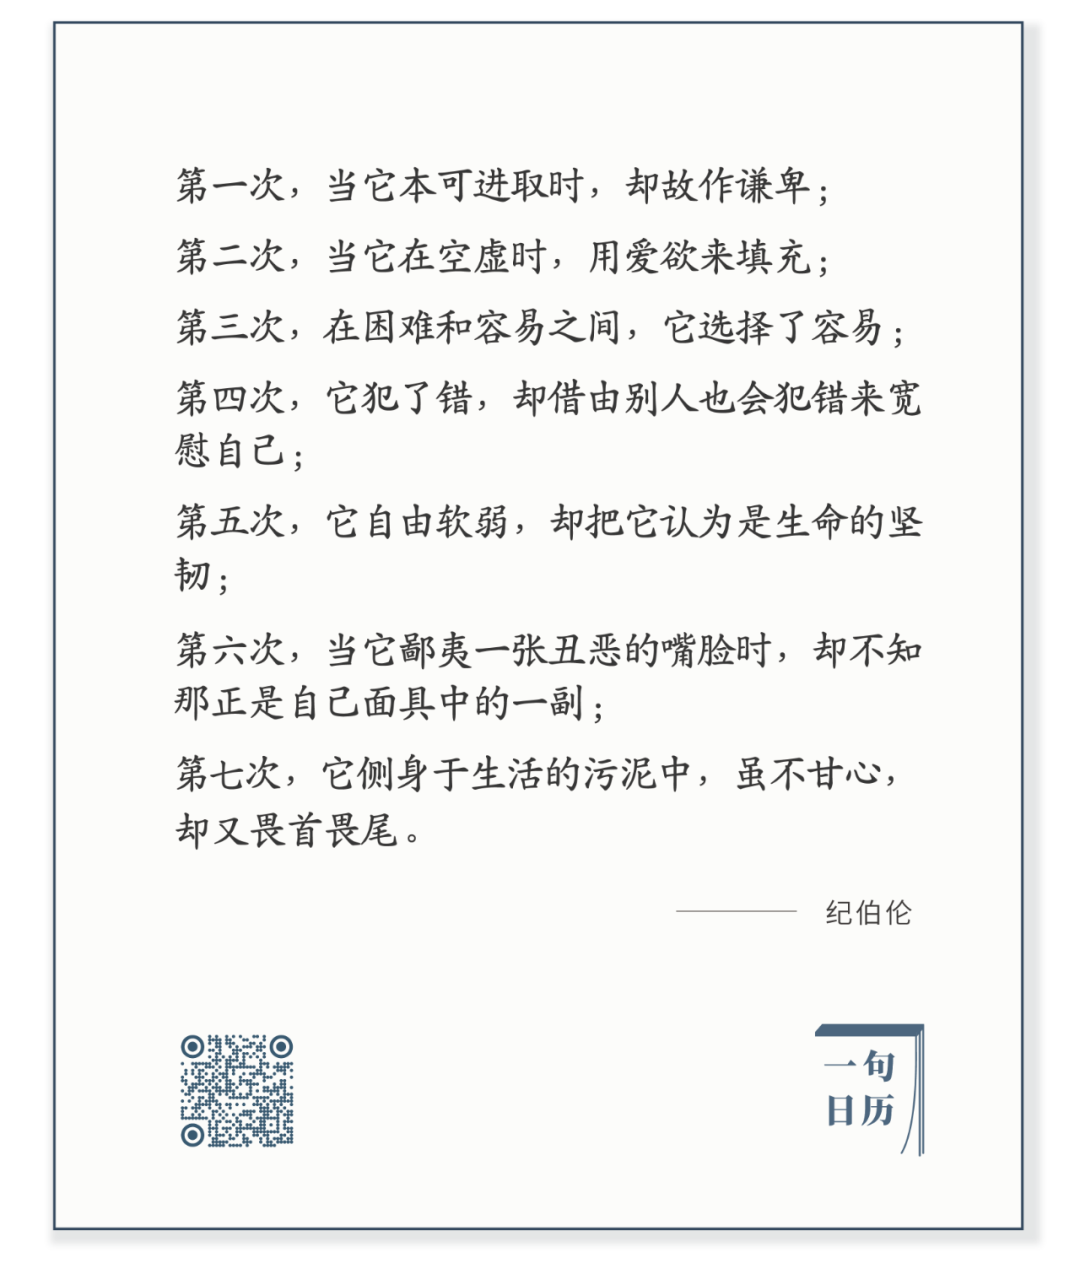 第一次，当它本可进取时，却故作谦卑；
第二次，当它在空虚时，用爱欲来填充；
第三次，在困难和容易之间，它选择了容易；
第四次，它犯了错，却借由别人也会犯错来宽
慰自己；
第五次，它自由软弱，却把它认为是生命的坚
韧；
第六次，当它鄙夷一张丑恶的嘴脸时，却不知
那正是自己面具中的一副；
第七次，它侧身于生活的污泥中，虽不甘心，
却又畏首畏尾。
—— 纪伯伦
一句
日历